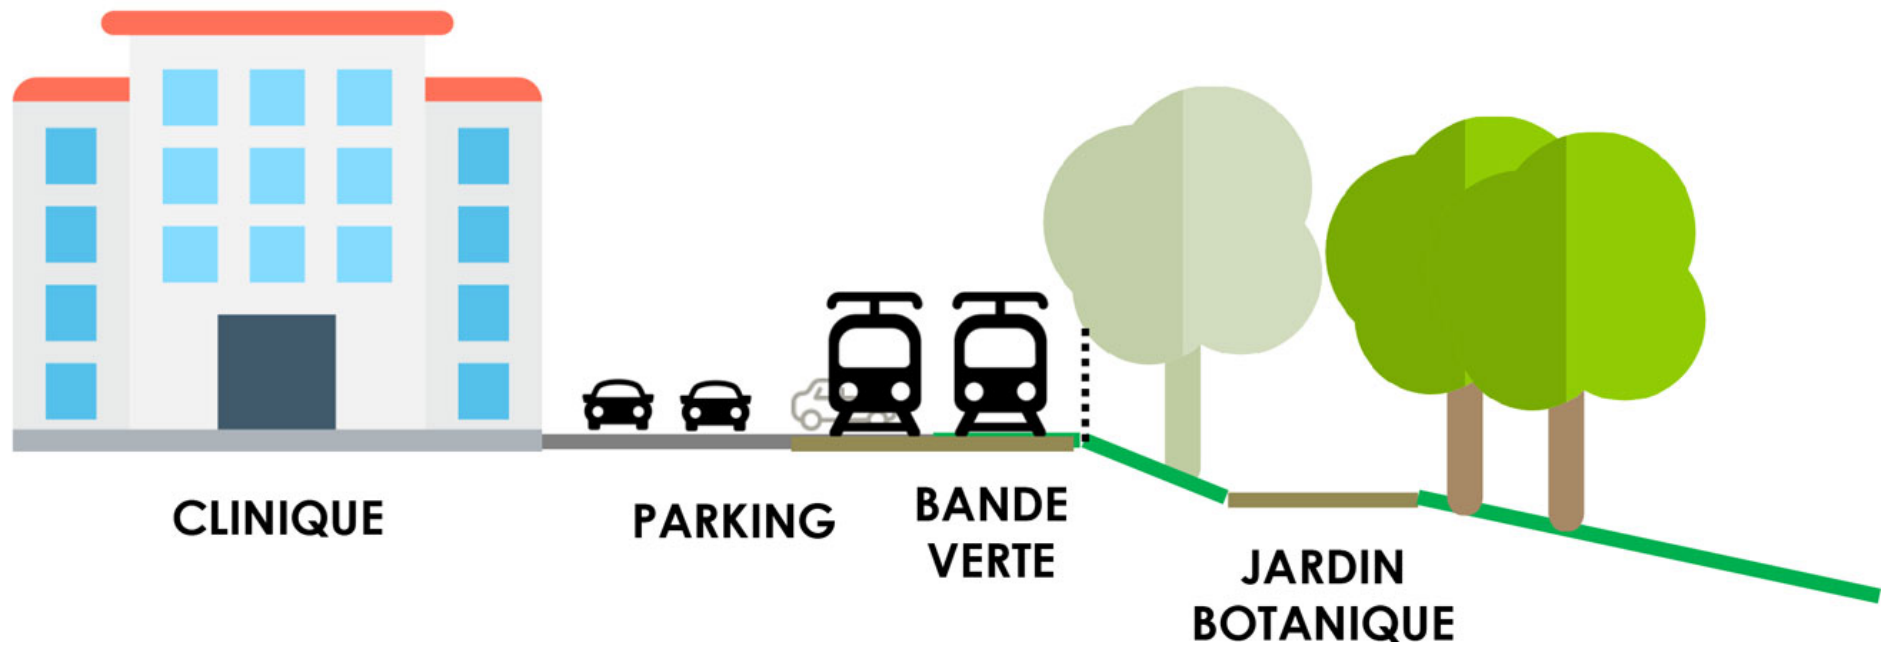 CLINIQUE
PARKING
BANDE
VERTE
JARDIN
BOTANIQUE